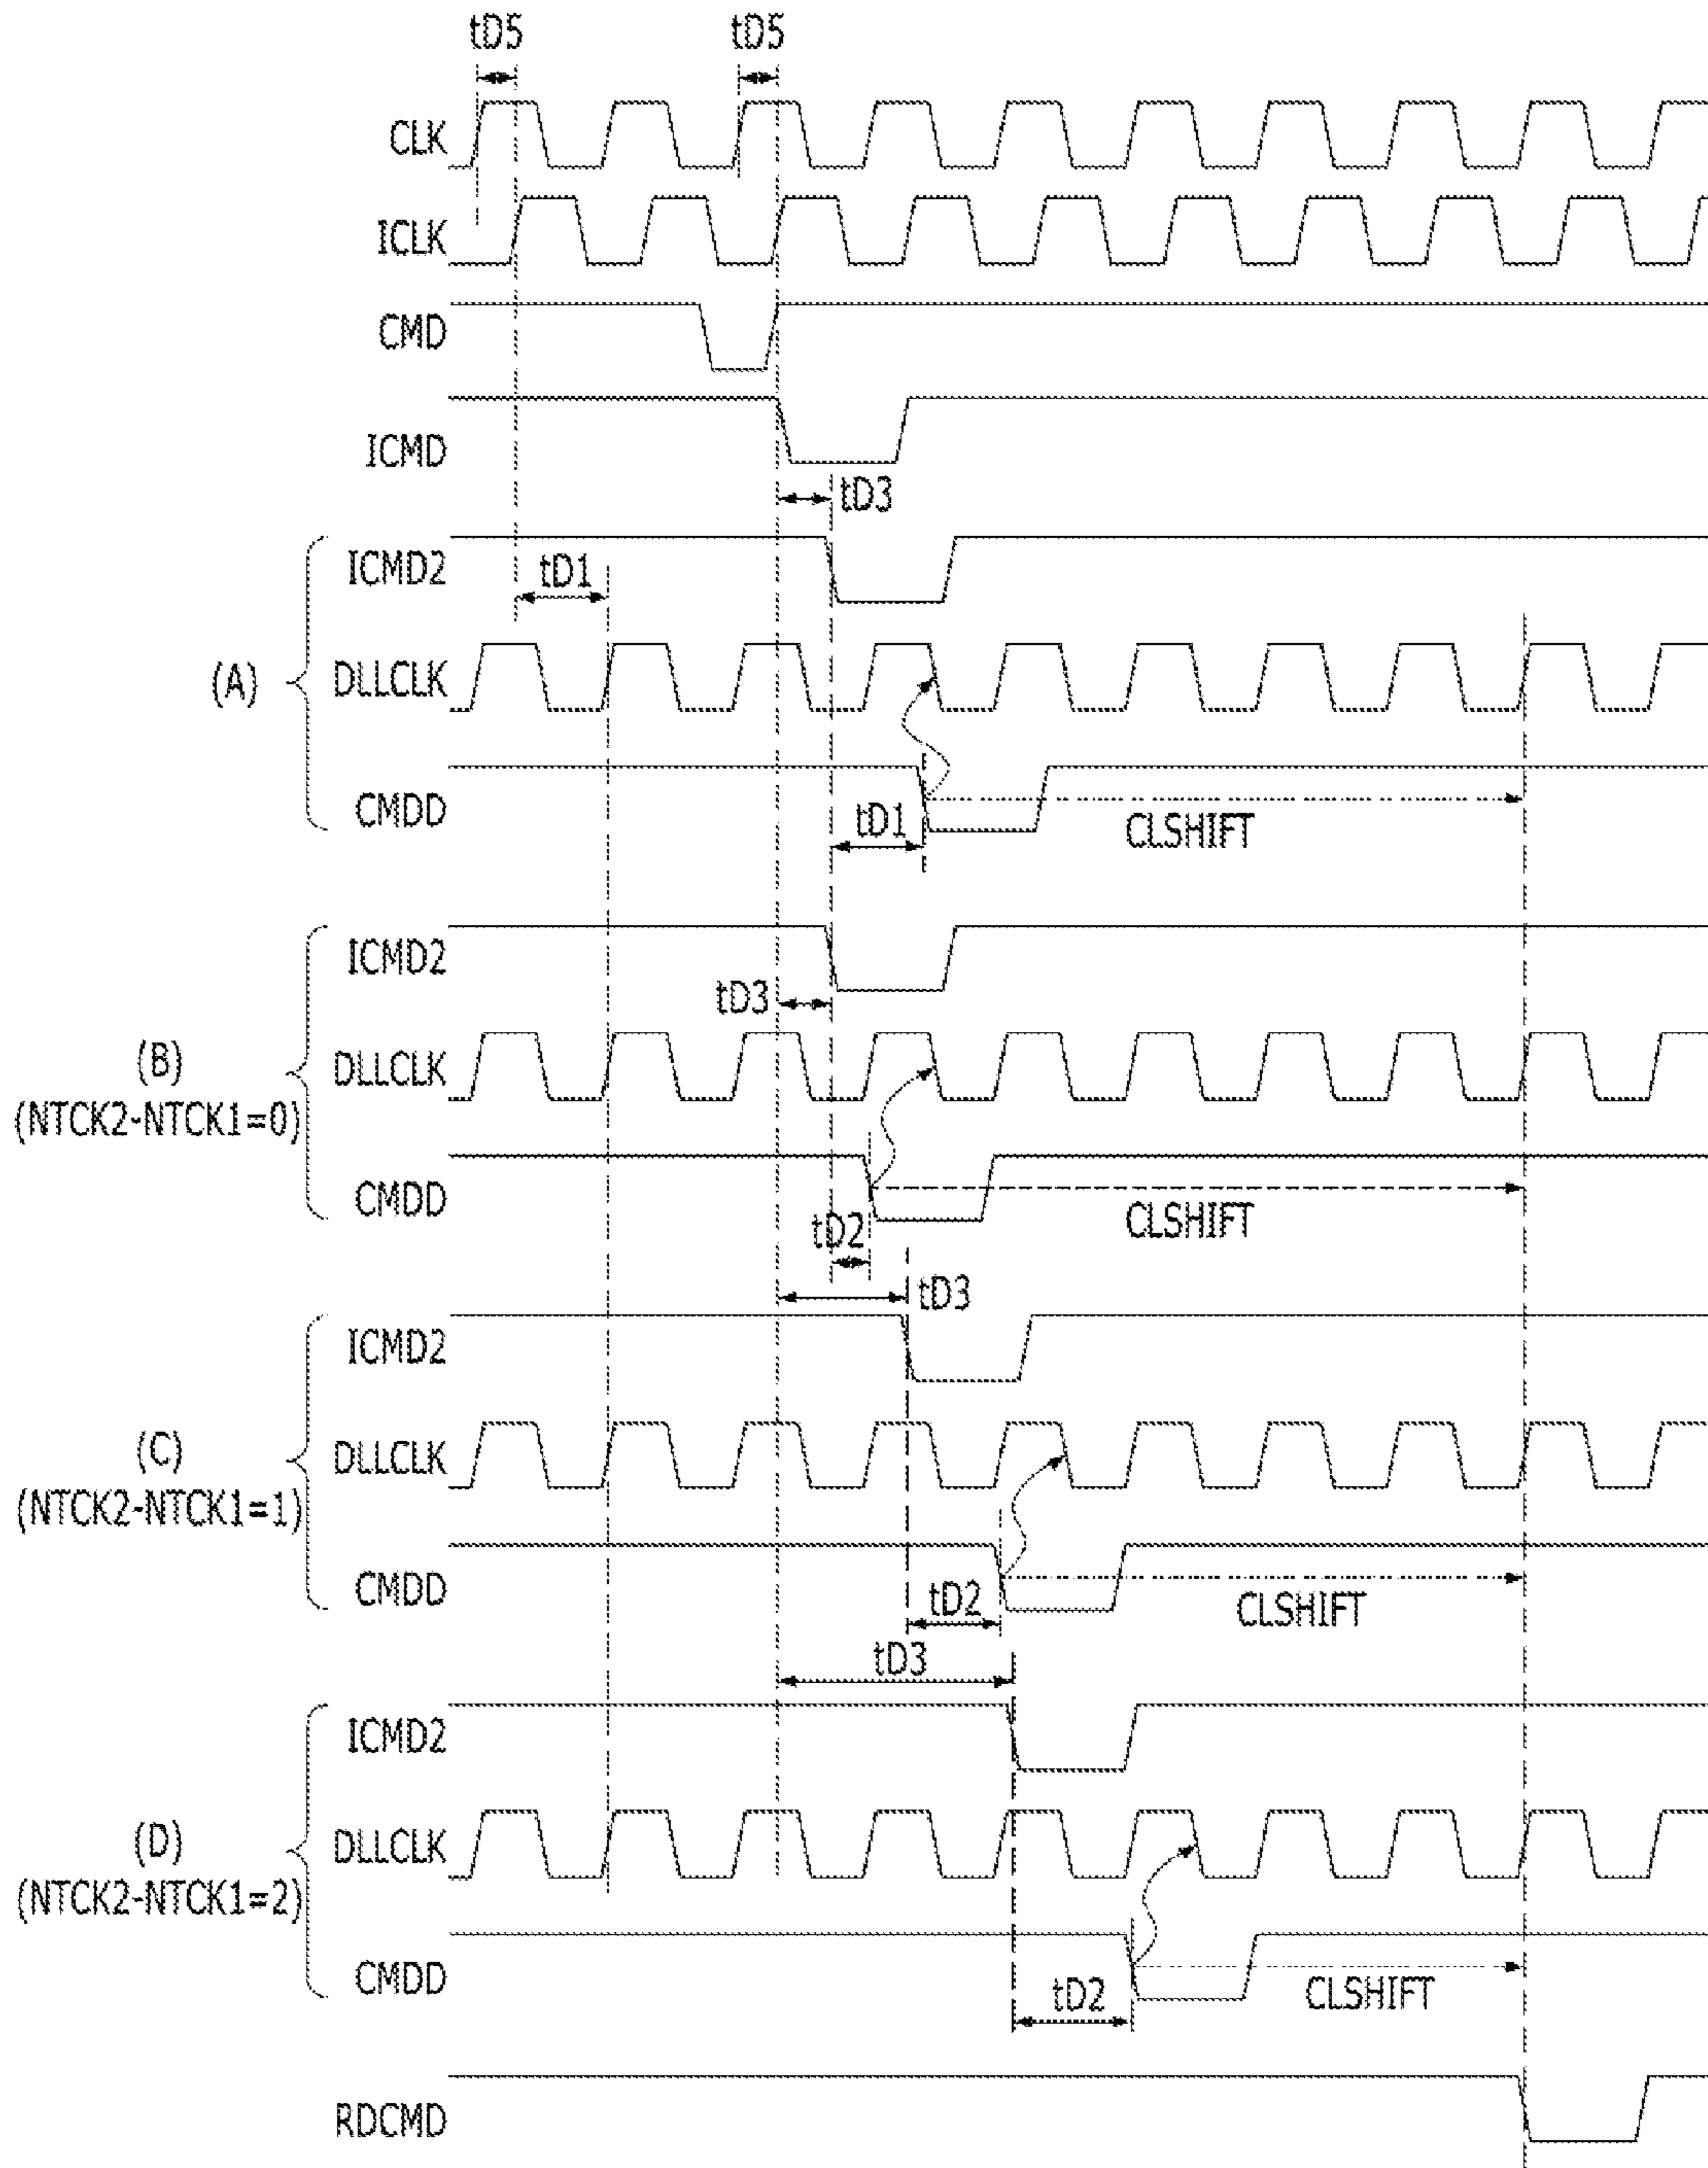 tD5 tD5
CLK
ICLK
CMD
ICMD
tD3
ICMD2
tD1
(A) DLLCLK
CMDD
tD1 CLSHIFT
ICMD2
tD3
(B) DLLCLK
(NTCK2-NTCK1=0)
CMDD
tD2 CLSHIFT
tD3
ICMD2
(C) DLLCLK
(NTCK2-NTCK1=1)
CMDD
tD2 CLSHIFT
tD3
ICMD2
(D) DLLCLK
(NTCK2-NTCK1=2)
CMDD
tD2 CLSHIFT
RDCMD